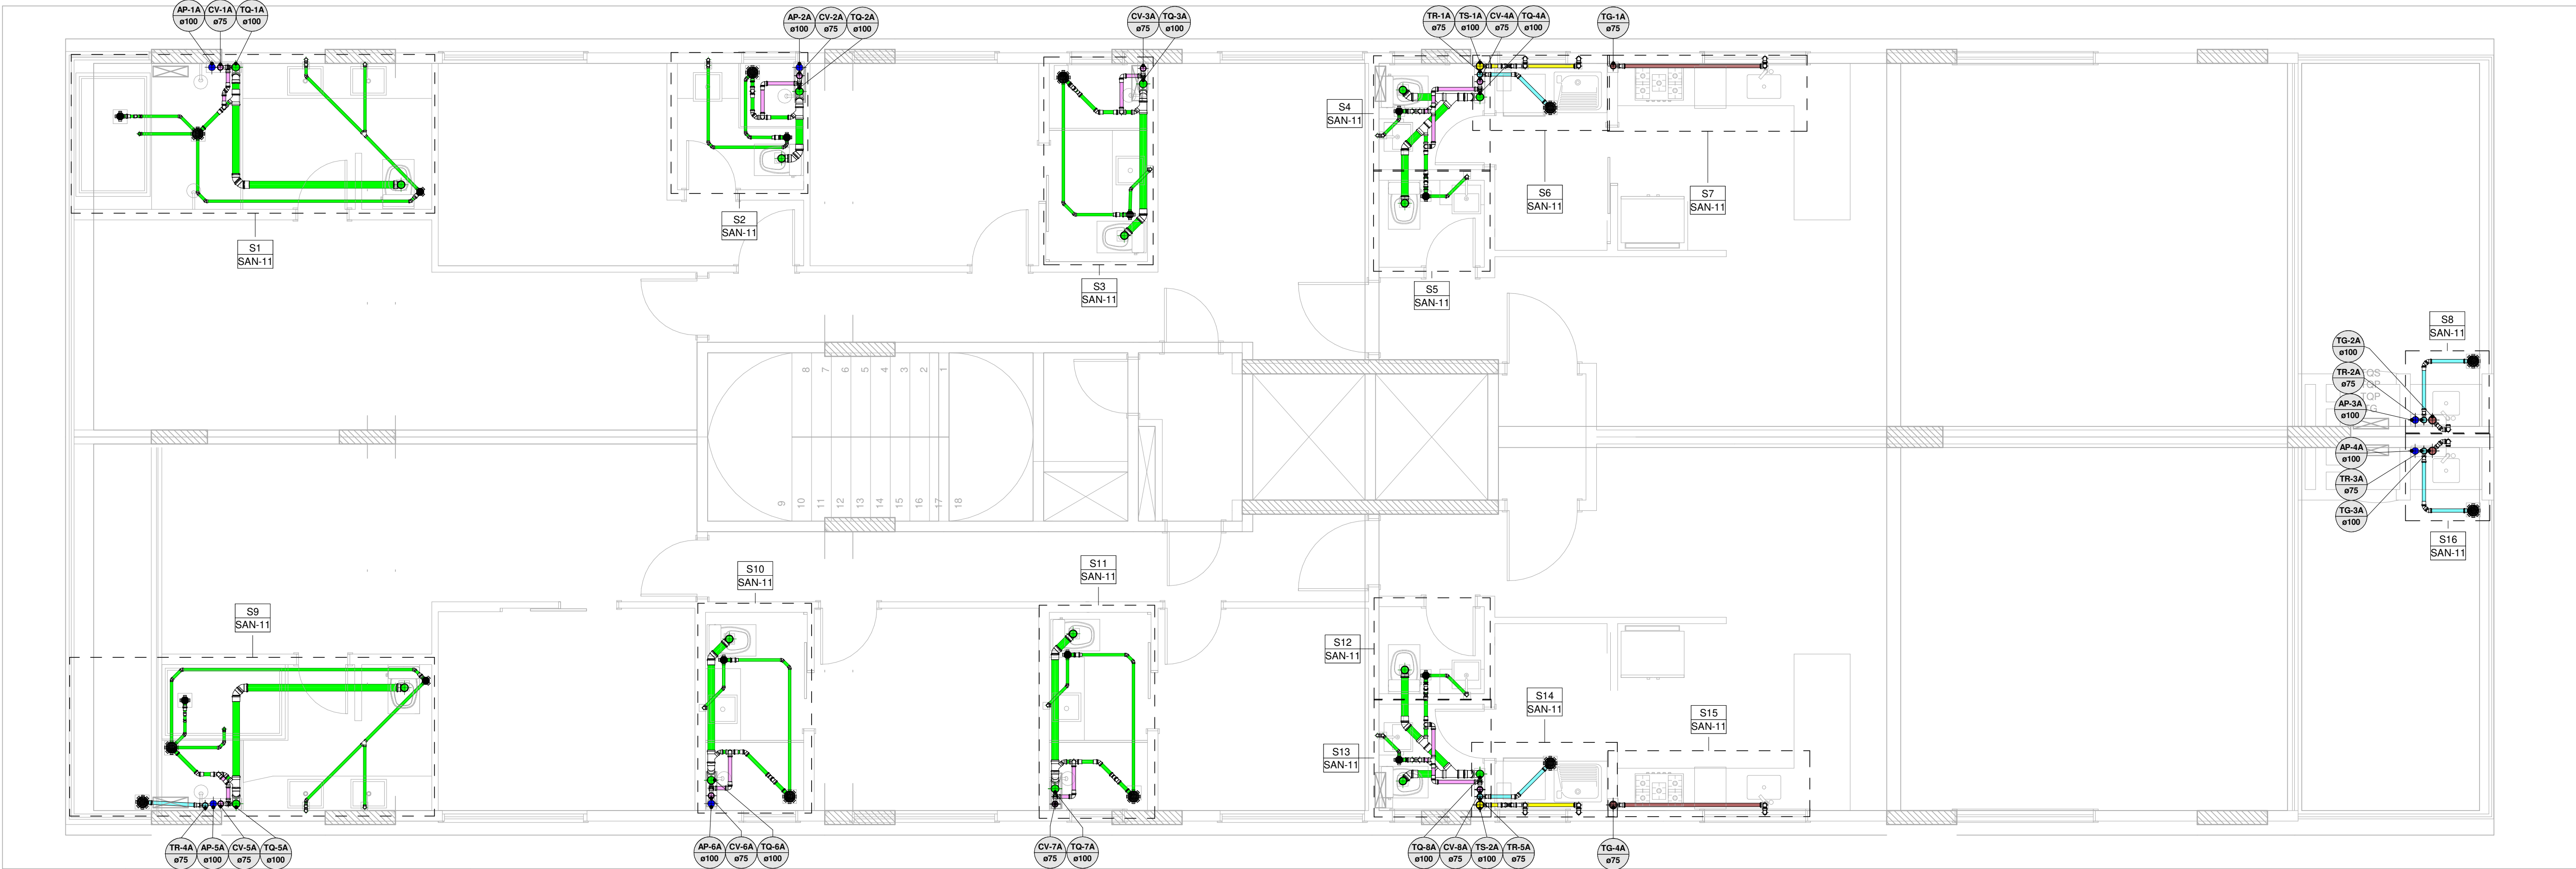 AP-1A
ø100
CV-1A
ø75
TQ-1A
ø100
AP-2A
ø100
CV-2A
ø75
TQ-2A
ø100
CV-3A
ø75
TQ-3A
ø100
TR-1A
ø75
TS-1A
ø100
CV-4A
ø75
TQ-4A
ø100
TG-1A
ø75
S1
SAN-11
S2
SAN-11
S3
SAN-11
S4
SAN-11
S5
SAN-11
S6
SAN-11
S7
SAN-11
S8
SAN-11
TG-2A
ø100
TR-2A
ø75
AP-3A
ø100
TQS
TQP
TQP
TG
AP-4A
ø100
TR-3A
ø75
TG-3A
ø100
S16
SAN-11
8
7
6
5
4
3
2
1
9
10
11
12
13
14
15
16
17
18
S9
SAN-11
S10
SAN-11
S11
SAN-11
S12
SAN-11
S13
SAN-11
S14
SAN-11
S15
SAN-11
TR-4A
ø75
AP-5A
ø100
CV-5A
ø75
TQ-5A
ø100
AP-6A
ø100
CV-6A
ø75
TQ-6A
ø100
CV-7A
ø75
TQ-7A
ø100
TQ-8A
ø100
CV-8A
ø75
TS-2A
ø100
TR-5A
ø75
TG-4A
ø75